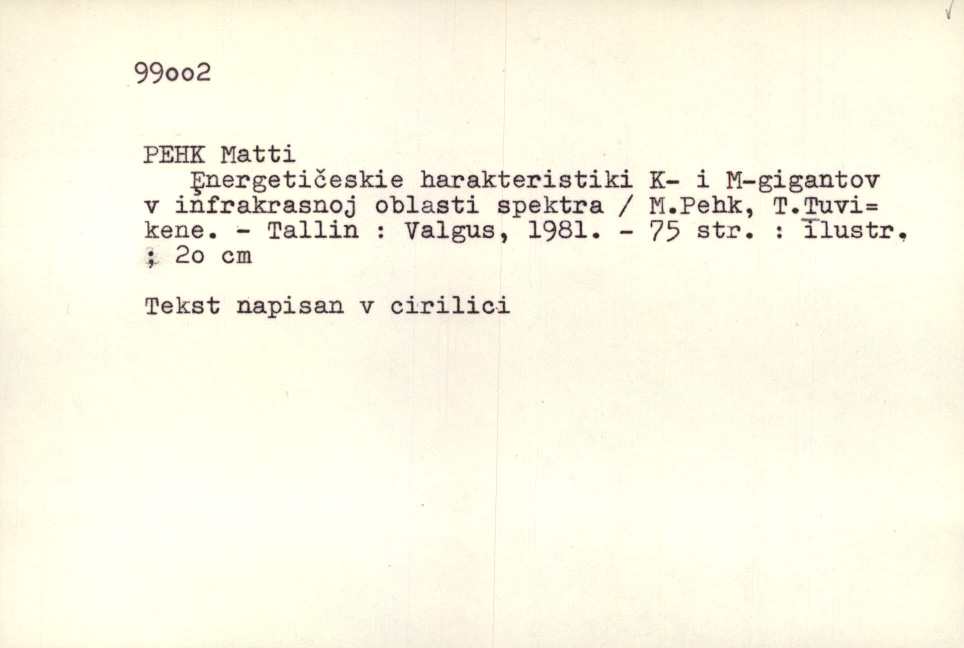 99oo2
PEHK Matti
Energetičeskie harakteristiki K- i M-gigantov
v infrakrasnoj oblasti spektra / M.Pehk, T.Tuvi=
kene. - Tallin : Valgus, 1981. - 75 str. : ilustr.
; 2o cm
Tekst napisan v cirilici